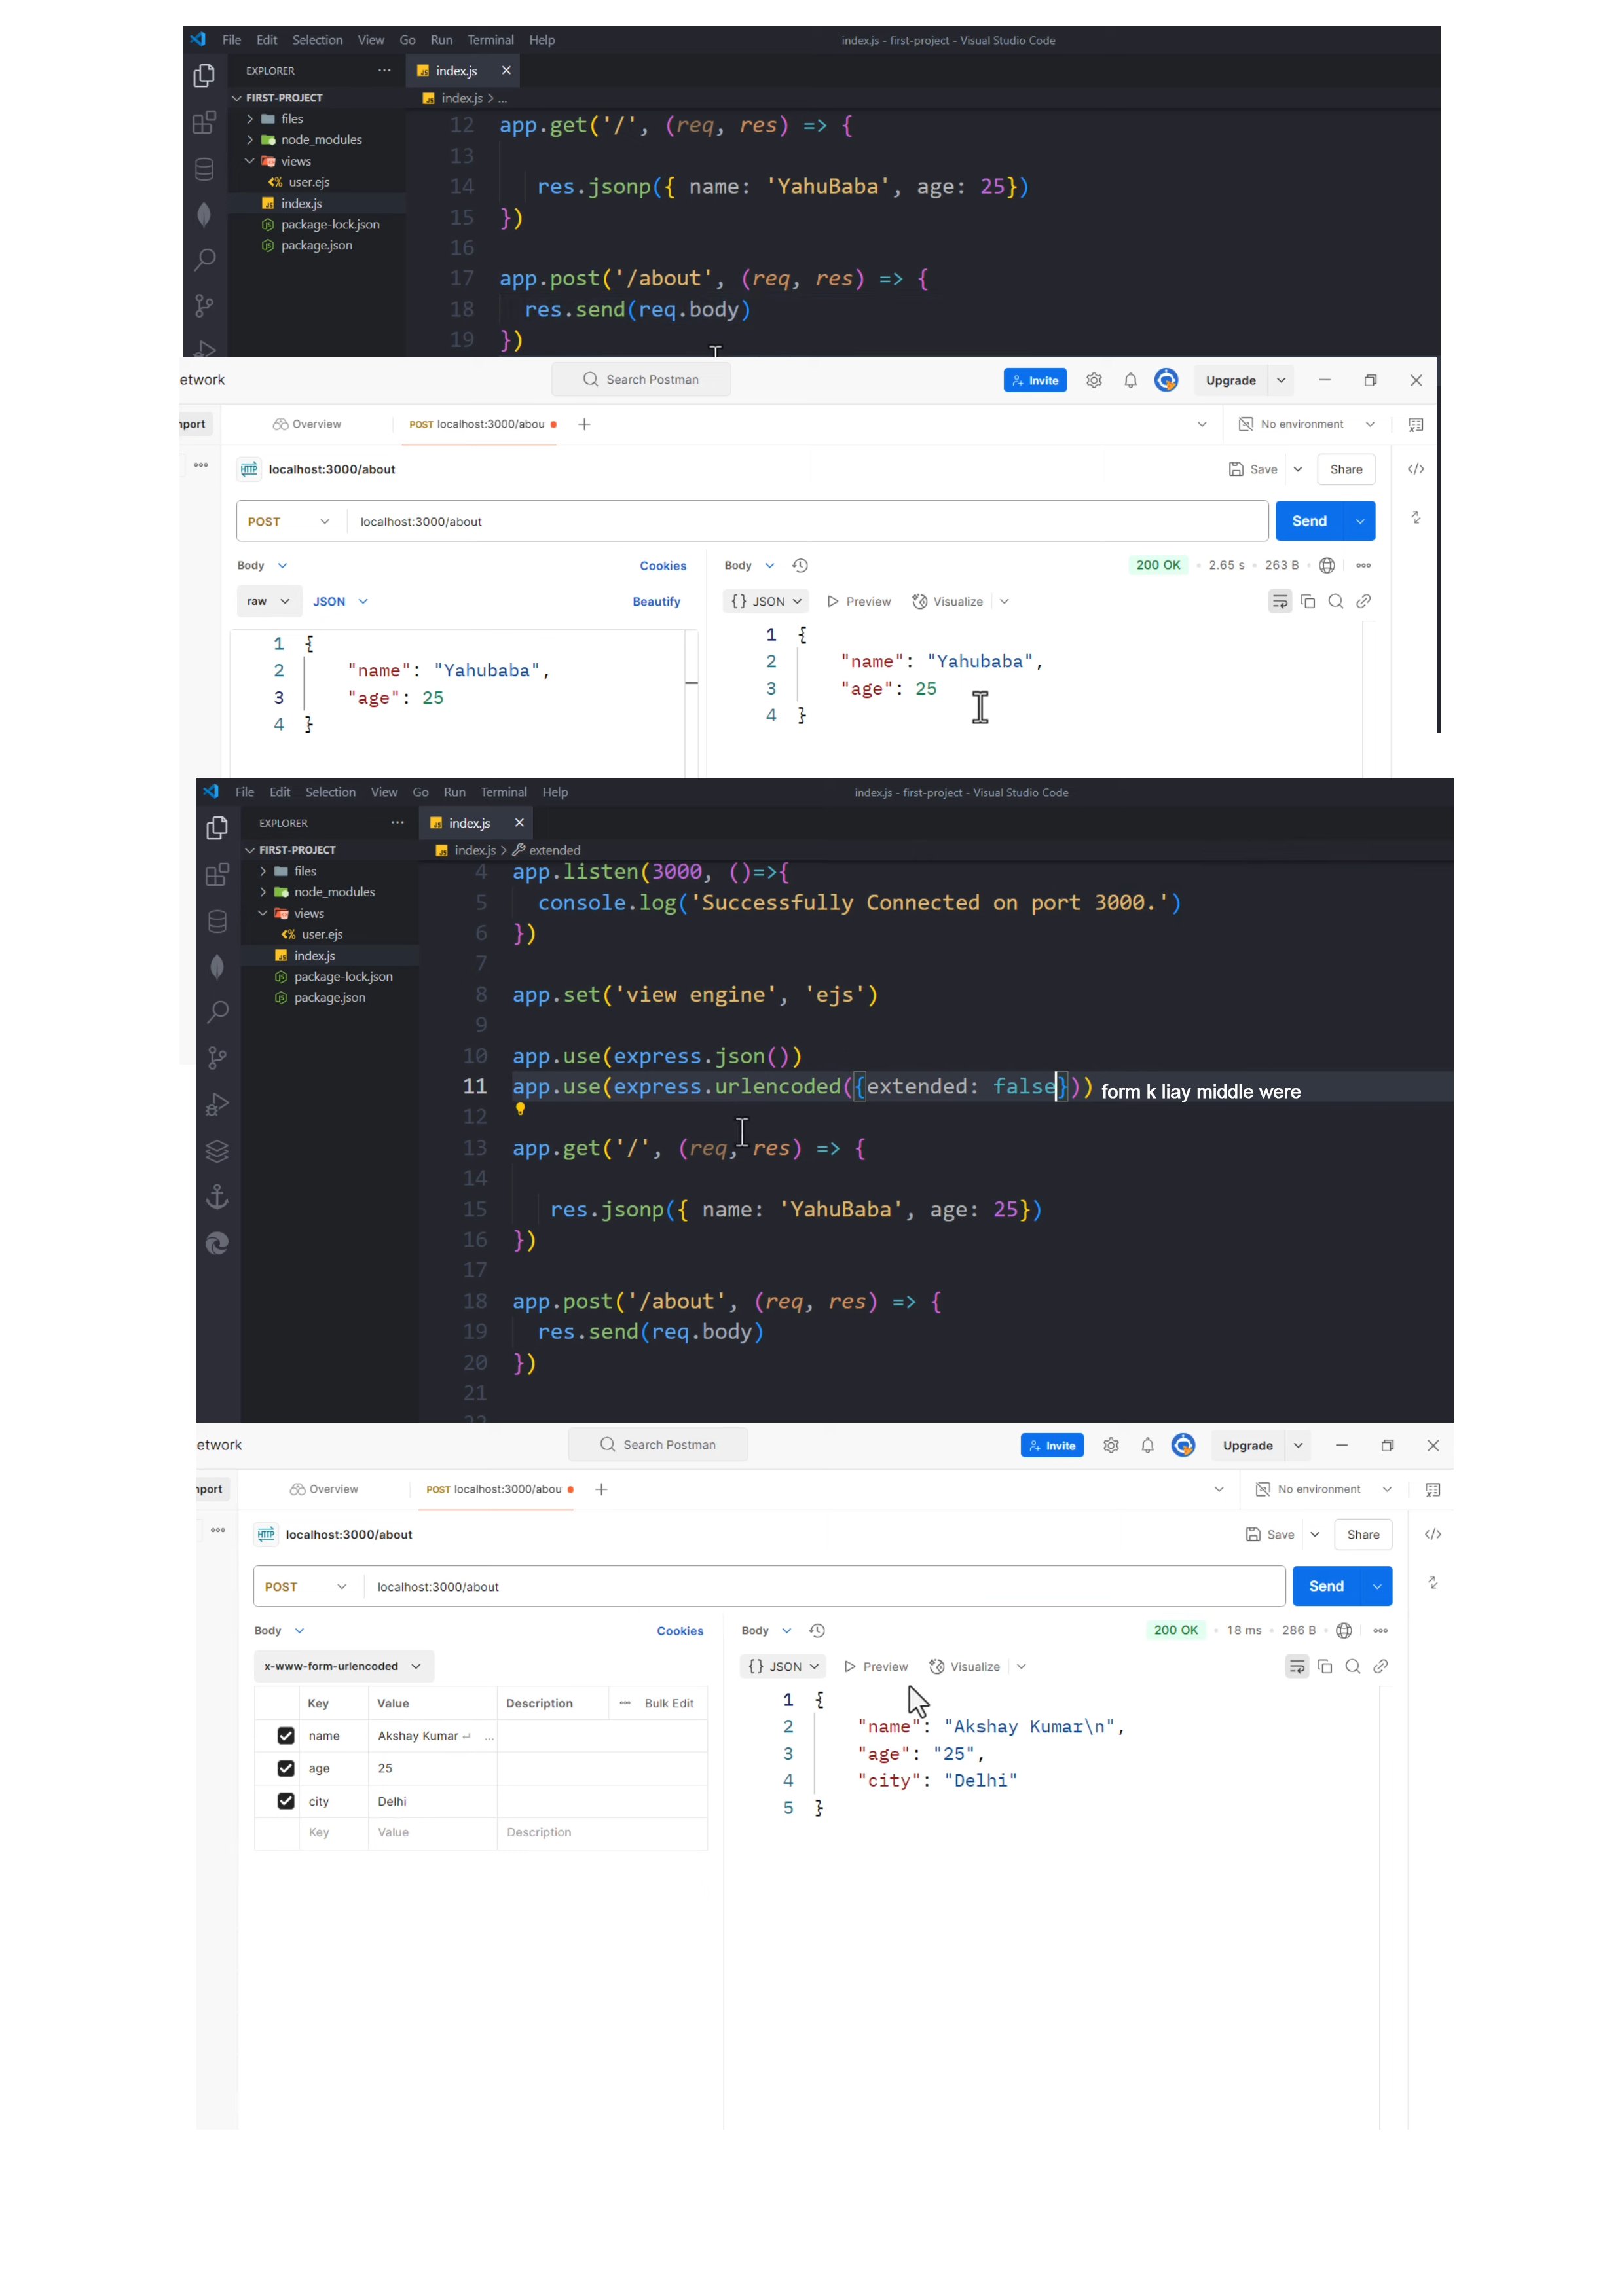 File Edit Selection View Go Run Terminal Help index.js - first-project - Visual Studio Code
EXPLORER ··· index.js ×
FIRST-PROJECT index.js > ...
files
node_modules
views
user.ejs
index.js
package-lock.json
package.json
12 app.get('/', (req, res) => {
13
14 res.jsonp({ name: 'YahuBaba', age: 25})
15 })
16
17 app.post('/about', (req, res) => {
18 res.send(req.body)
19 })
etwork Search Postman Invite Upgrade
port Overview POST localhost:3000/abou + No environment
HTTP localhost:3000/about Save Share </>
POST localhost:3000/about Send
Body Cookies Body 200 OK 2.65 s 263 B
raw JSON Beautify {} JSON Preview Visualize
1 {
2 "name": "Yahubaba",
3 "age": 25
4 }
1 {
2 "name": "Yahubaba",
3 "age": 25
4 }
File Edit Selection View Go Run Terminal Help index.js - first-project - Visual Studio Code
EXPLORER ··· index.js ×
FIRST-PROJECT index.js > extended
files
node_modules
views
user.ejs
index.js
package-lock.json
package.json
4 app.listen(3000, ()=>{
5 console.log('Successfully Connected on port 3000.')
6 })
7
8 app.set('view engine', 'ejs')
9
10 app.use(express.json())
11 app.use(express.urlencoded({extended: false})) form k liay middle were
12
13 app.get('/', (req, res) => {
14
15 res.jsonp({ name: 'YahuBaba', age: 25})
16 })
17
18 app.post('/about', (req, res) => {
19 res.send(req.body)
20 })
21
22
etwork Search Postman Invite Upgrade
port Overview POST localhost:3000/abou + No environment
HTTP localhost:3000/about Save Share </>
POST localhost:3000/about Send
Body Cookies Body 200 OK 18 ms 286 B
x-www-form-urlencoded {} JSON Preview Visualize
Key Value Description ··· Bulk Edit
name Akshay Kumar ↵ ...
age 25
city Delhi
Key Value Description
1 {
2 "name": "Akshay Kumar\n",
3 "age": "25",
4 "city": "Delhi"
5 }